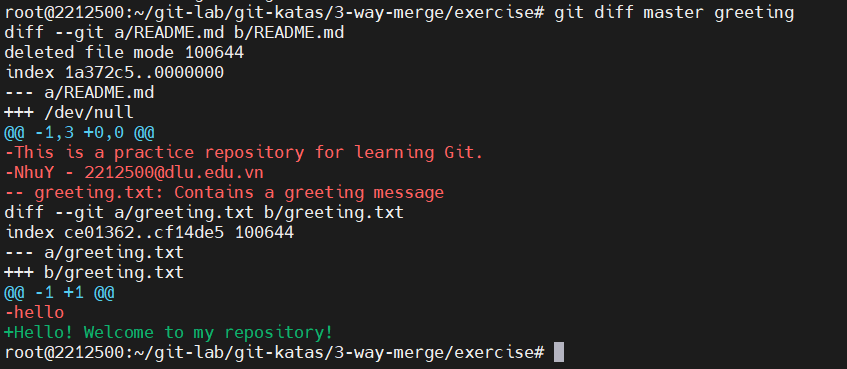 root@2212500:~/git-lab/git-katas/3-way-merge/exercise# git diff master greeting
diff --git a/README.md b/README.md
deleted file mode 100644
index 1a372c5..0000000
--- a/README.md
+++ /dev/null
@@ -1,3 +0,0 @@
-This is a practice repository for learning Git.
-NhuY - 2212500@dlu.edu.vn
-- greeting.txt: Contains a greeting message
diff --git a/greeting.txt b/greeting.txt
index ce01362..cf14de5 100644
--- a/greeting.txt
+++ b/greeting.txt
@@ -1 +1 @@
-hello
+Hello! Welcome to my repository!
root@2212500:~/git-lab/git-katas/3-way-merge/exercise#